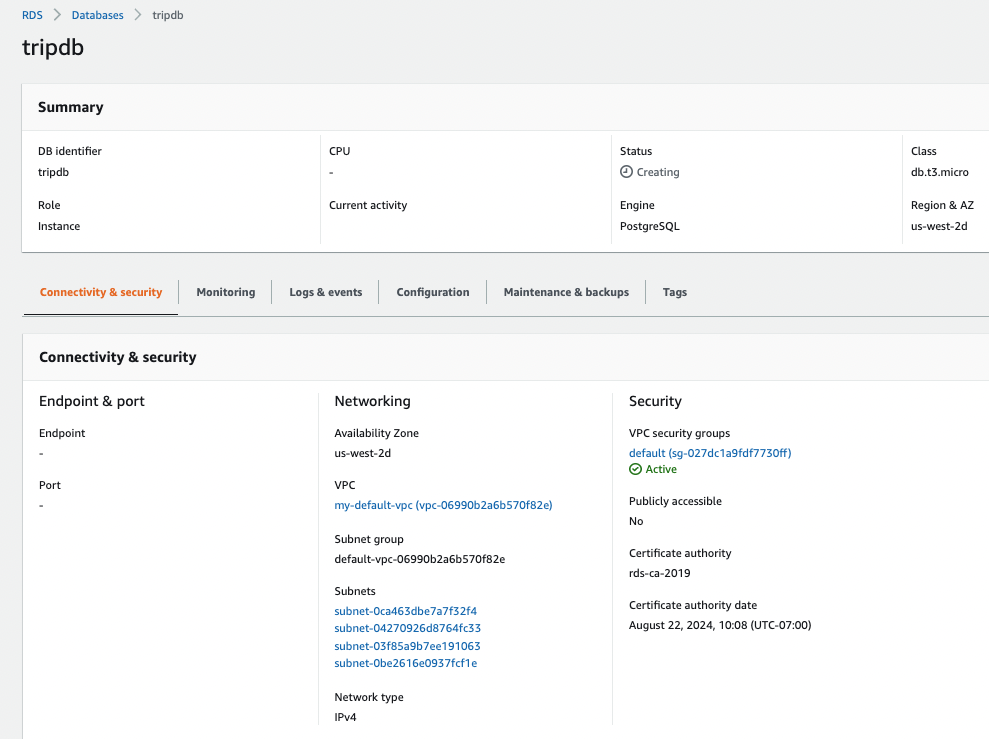 RDS > Databases > tripdb
tripdb
Summary
DB identifier
tripdb
Role
Instance
CPU
-
Current activity
Status
Creating
Engine
PostgreSQL
Class
db.t3.micro
Region & AZ
us-west-2d
Connectivity & security
Monitoring
Logs & events
Configuration
Maintenance & backups
Tags
Connectivity & security
Endpoint & port
Endpoint
-
Port
-
Networking
Availability Zone
us-west-2d
VPC
my-default-vpc (vpc-06990b2a6b570f82e)
Subnet group
default-vpc-06990b2a6b570f82e
Subnets
subnet-0ca463dbe7a7f32f4
subnet-04270926d8764fc33
subnet-03f85a9b7ee191063
subnet-0be2616e0937fcf1e
Network type
IPv4
Security
VPC security groups
default (sg-027dc1a9fdf7730ff)
Active
Publicly accessible
No
Certificate authority
rds-ca-2019
Certificate authority date
August 22, 2024, 10:08 (UTC-07:00)